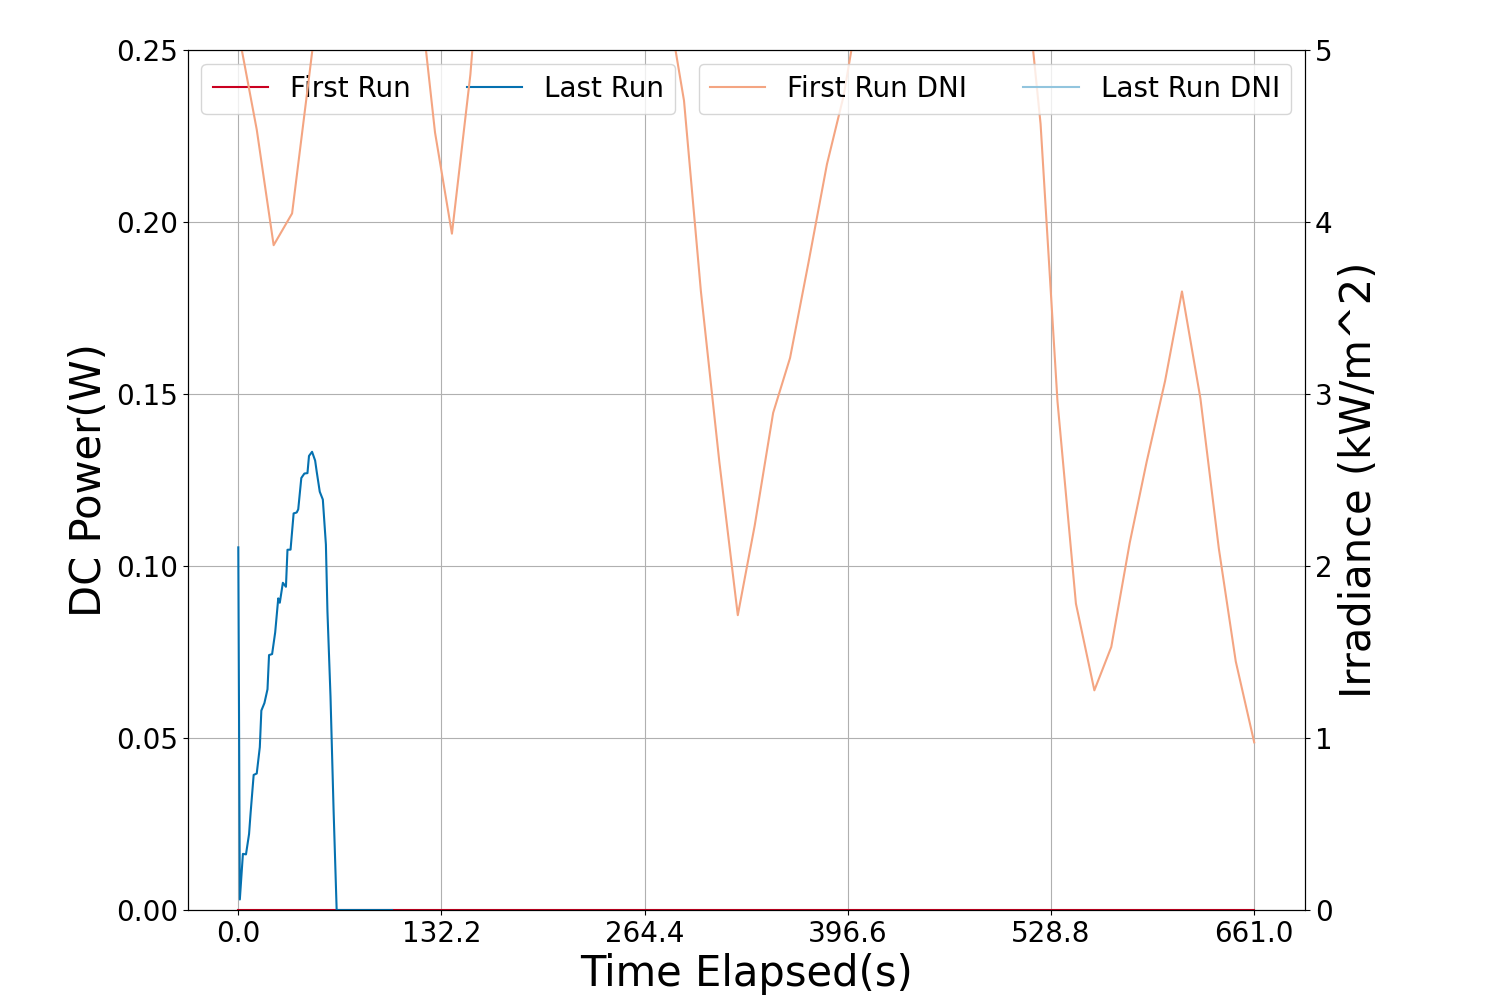 0.25
0.20
0.15
0.10
0.05
0.00
DC Power(W)
First Run
Last Run
First Run DNI
Last Run DNI
5
4
3
2
1
0
Irradiance (kW/m^2)
0.0 132.2 264.4 396.6 528.8 661.0
Time Elapsed(s)